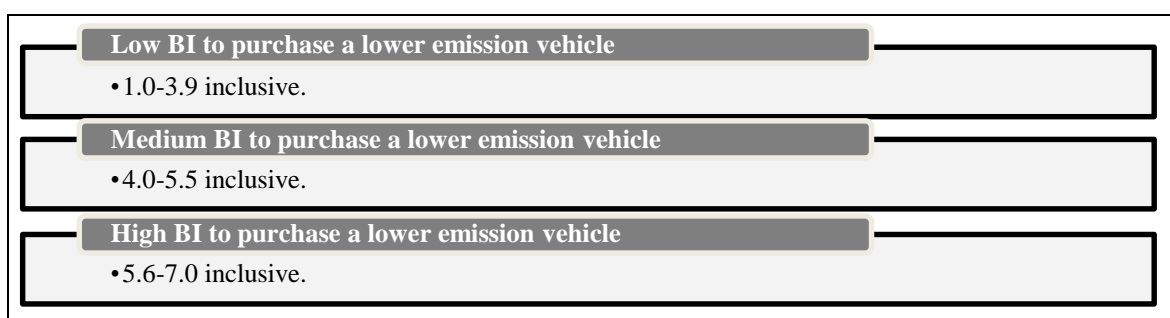 Low BI to purchase a lower emission vehicle
•1.0-3.9 inclusive.
Medium BI to purchase a lower emission vehicle
•4.0-5.5 inclusive.
High BI to purchase a lower emission vehicle
•5.6-7.0 inclusive.